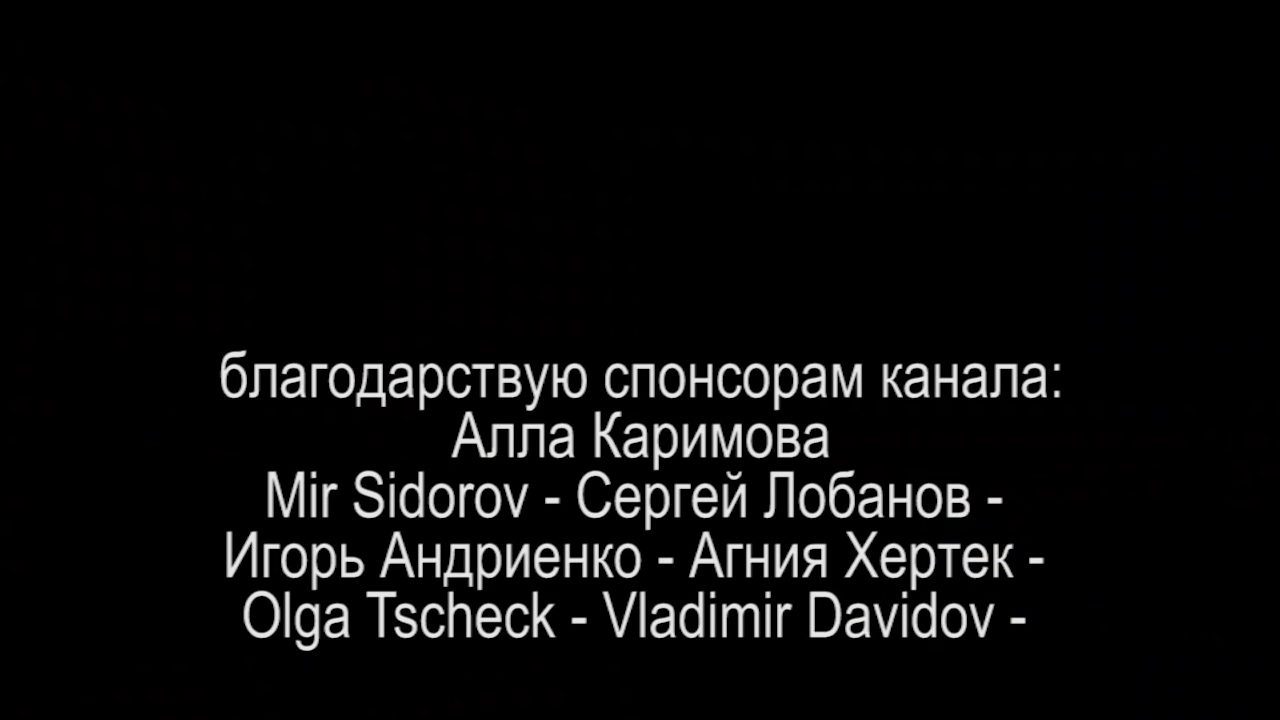 благодарствую спонсорам канала:
Алла Каримова
Mir Sidorov - Сергей Лобанов -
Игорь Андриенко - Агния Хертек -
Olga Tscheck - Vladimir Davidov -